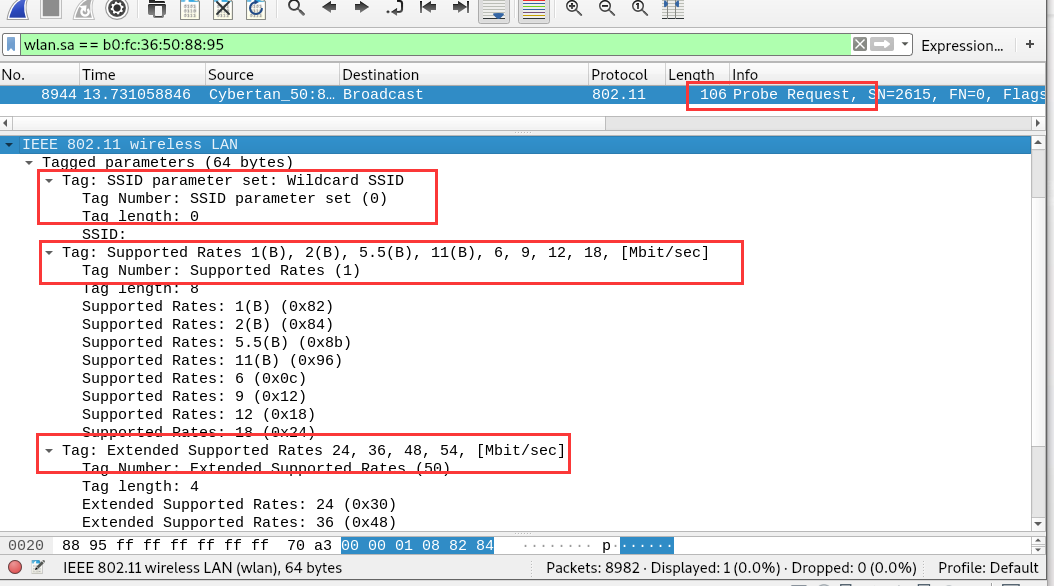 wlan.sa == b0:fc:36:50:88:95 Expression... +
No. Time Source Destination Protocol Length Info
8944 13.731058846 Cybertan_50:8… Broadcast 802.11 106 Probe Request, SN=2615, FN=0, Flags
IEEE 802.11 wireless LAN
Tagged parameters (64 bytes)
Tag: SSID parameter set: Wildcard SSID
Tag Number: SSID parameter set (0)
Tag length: 0
SSID:
Tag: Supported Rates 1(B), 2(B), 5.5(B), 11(B), 6, 9, 12, 18, [Mbit/sec]
Tag Number: Supported Rates (1)
Tag length: 8
Supported Rates: 1(B) (0x82)
Supported Rates: 2(B) (0x84)
Supported Rates: 5.5(B) (0x8b)
Supported Rates: 11(B) (0x96)
Supported Rates: 6 (0x0c)
Supported Rates: 9 (0x12)
Supported Rates: 12 (0x18)
Supported Rates: 18 (0x24)
Tag: Extended Supported Rates 24, 36, 48, 54, [Mbit/sec]
Tag Number: Extended Supported Rates (50)
Tag length: 4
Extended Supported Rates: 24 (0x30)
Extended Supported Rates: 36 (0x48)
0020 88 95 ff ff ff ff ff ff 70 a3 00 00 01 08 82 84 ········ p·······
IEEE 802.11 wireless LAN (wlan), 64 bytes Packets: 8982 · Displayed: 1 (0.0%) · Dropped: 0 (0.0%) Profile: Default